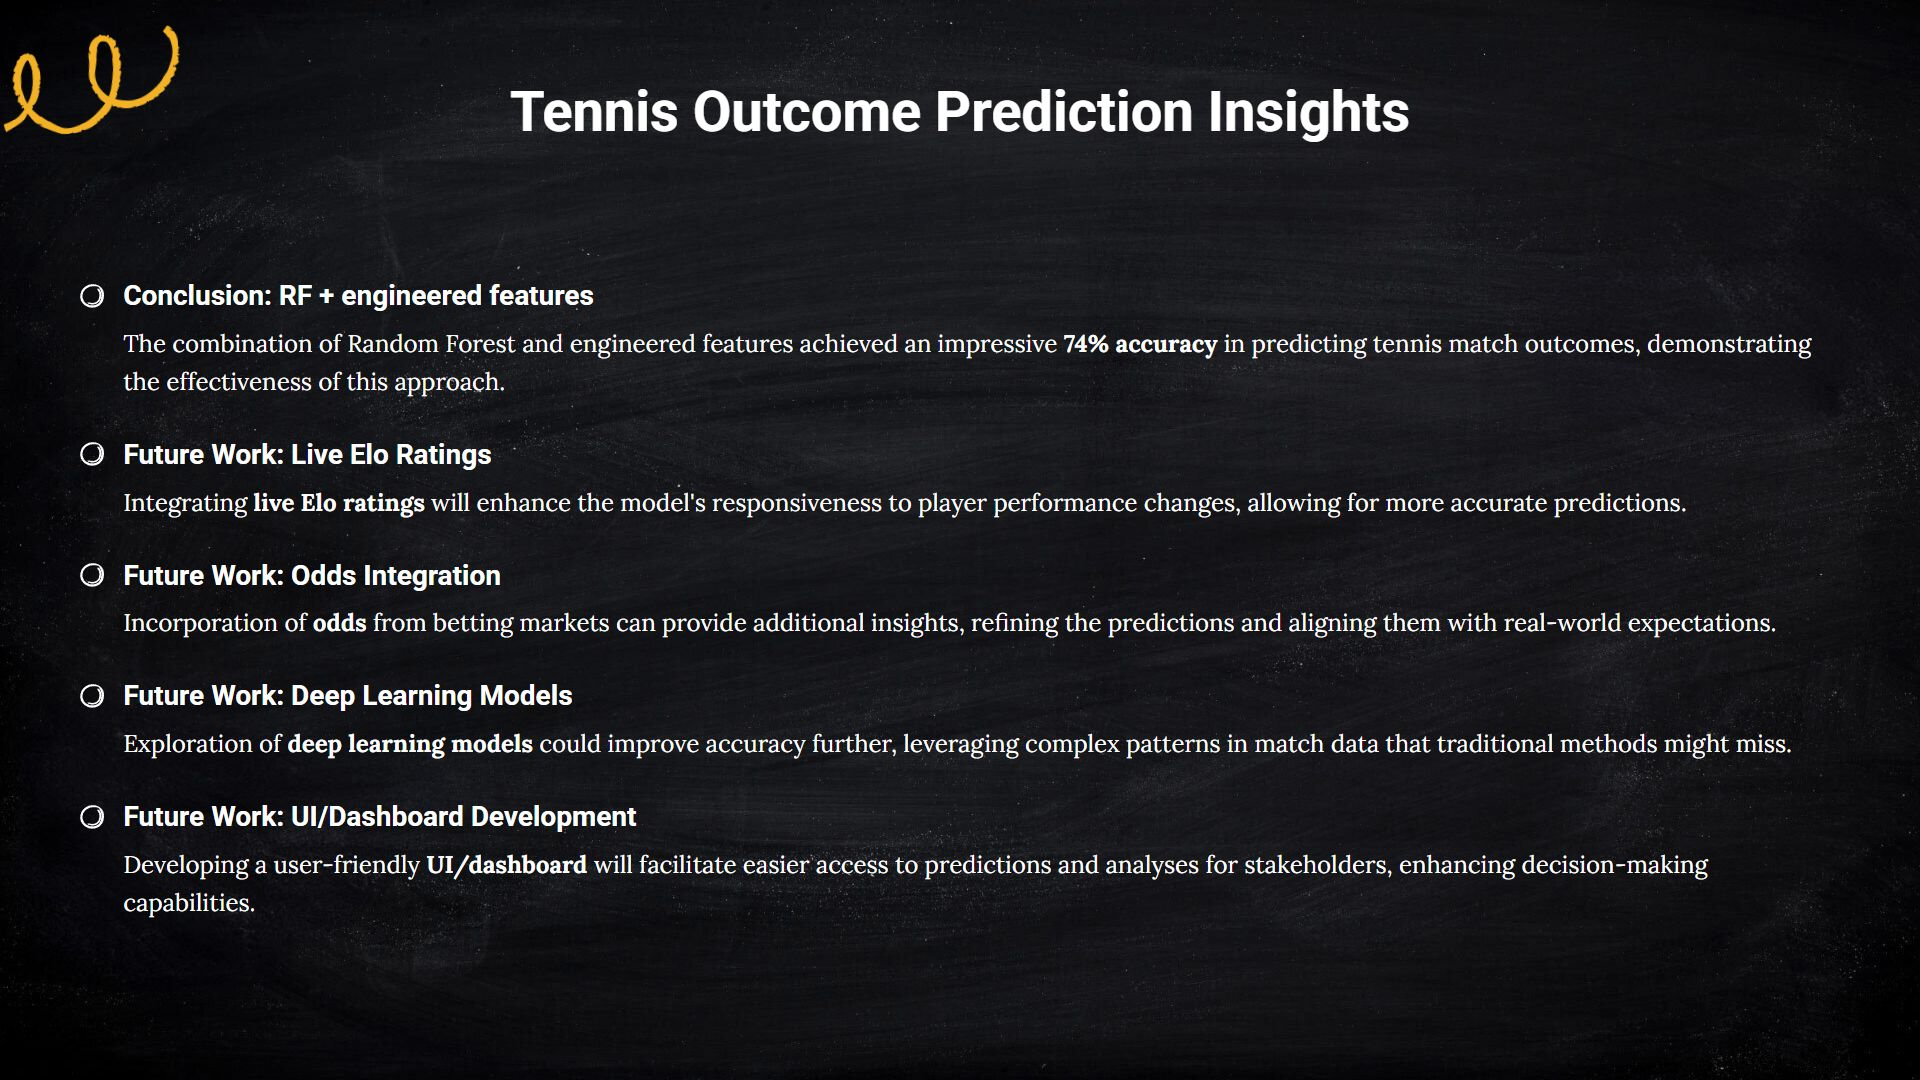 Tennis Outcome Prediction Insights
Conclusion: RF + engineered features
The combination of Random Forest and engineered features achieved an impressive 74% accuracy in predicting tennis match outcomes, demonstrating
the effectiveness of this approach.
Future Work: Live Elo Ratings
Integrating live Elo ratings will enhance the model's responsiveness to player performance changes, allowing for more accurate predictions.
Future Work: Odds Integration
Incorporation of odds from betting markets can provide additional insights, refining the predictions and aligning them with real-world expectations.
Future Work: Deep Learning Models
Exploration of deep learning models could improve accuracy further, leveraging complex patterns in match data that traditional methods might miss.
Future Work: UI/Dashboard Development
Developing a user-friendly UI/dashboard will facilitate easier access to predictions and analyses for stakeholders, enhancing decision-making
capabilities.